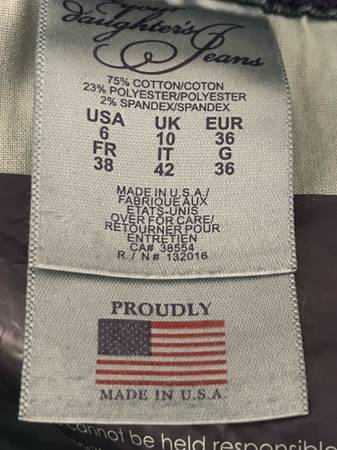 your
daughter's
Jeans
75% COTTON/COTON
23% POLYESTER/POLYESTER
2% SPANDEX/SPANDEX
USA UK EUR
6 10 36
FR IT G
38 42 36
MADE IN U.S.A./
FABRIQUE AUX
ETATS-UNIS
OVER FOR CARE/
RETOURNER POUR
ENTRETIEN
CA# 38554
R/N# 132016
PROUDLY
MADE IN U.S.A.
cannot be held responsible